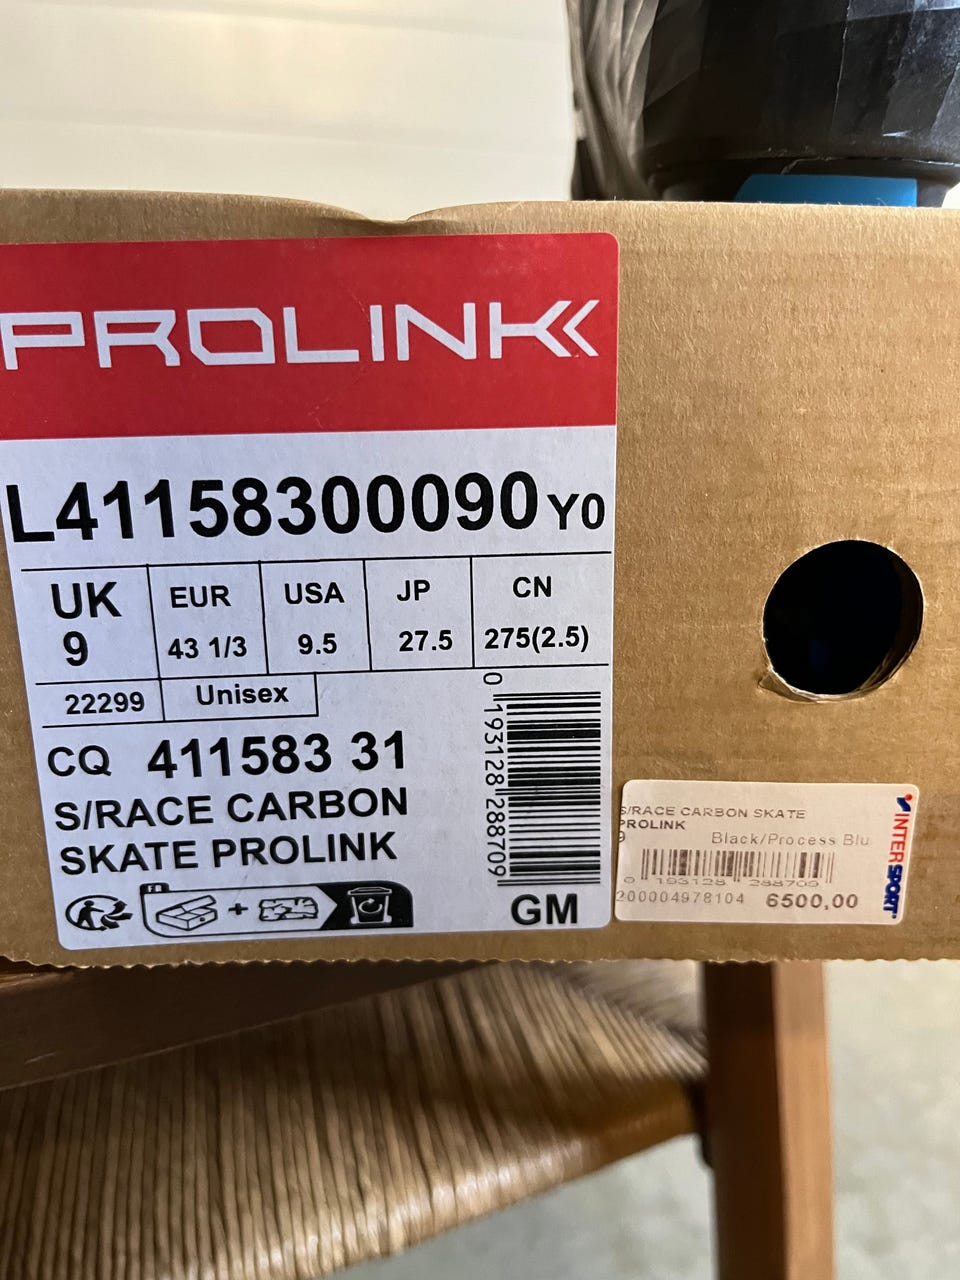 PROLINK
L41158300090 Y0
UK EUR USA JP CN
9 43 1/3 9.5 27.5 275(2.5)
22299 Unisex
CQ 411583 31
S/RACE CARBON
SKATE PROLINK
0 193128 288709
FR
+
GM
S/RACE CARBON SKATE
PROLINK
9 Black/Process Blu
0 193128 288709
200004978104 6500,00
INTERSPORT